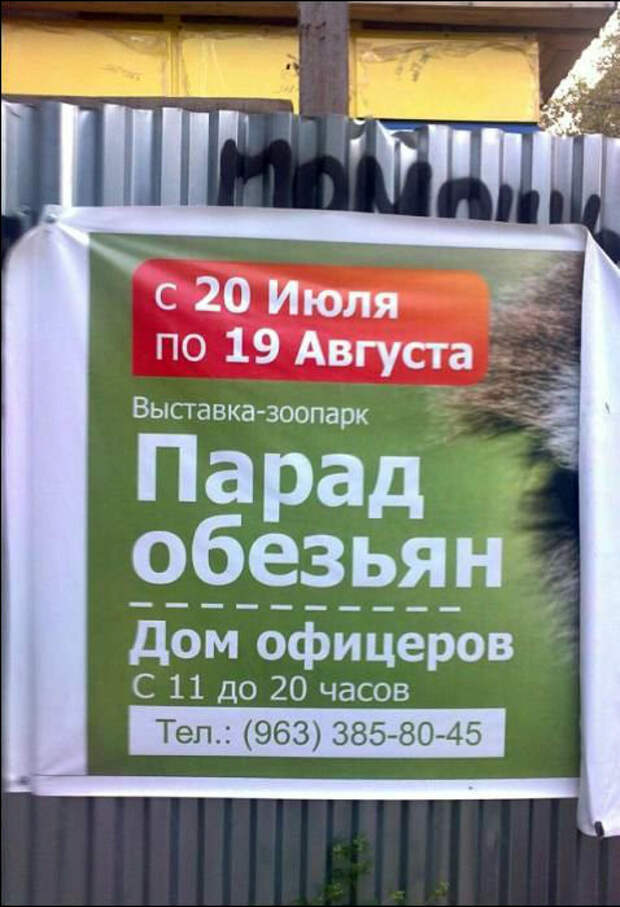 с 20 Июля
по 19 Августа
Выставка-зоопарк
Парад
обезьян
Дом офицеров
С 11 до 20 часов
Тел.: (963) 385-80-45